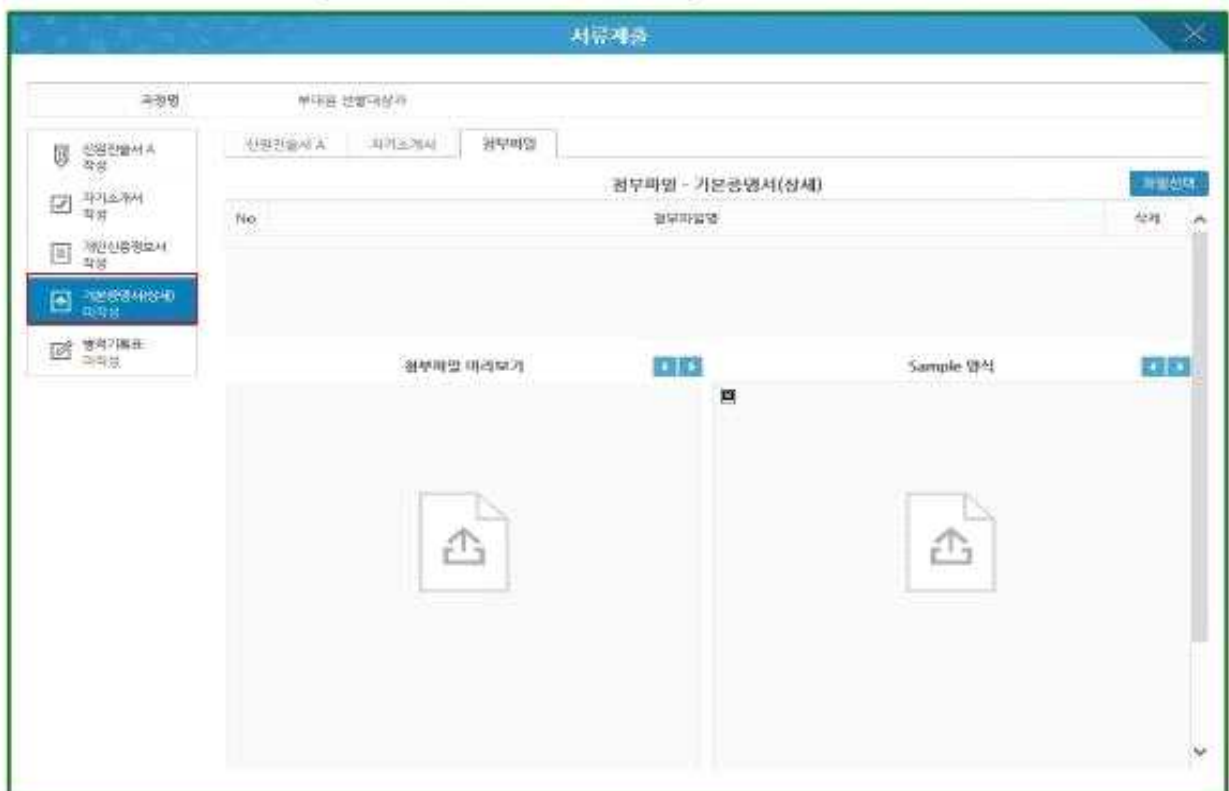 서류제출
과정명 부대원 선발대상자
신원진술서 A
작성
자기소개서
작성
개인신용정보서
작성
기본증명서(상세)
미작성
병적기록표
미작성
신원진술서 A 자기소개서 첨부파일
첨부파일 - 기본증명서(상세) 파일선택
No 첨부파일명 삭제
첨부파일 미리보기 Sample 양식